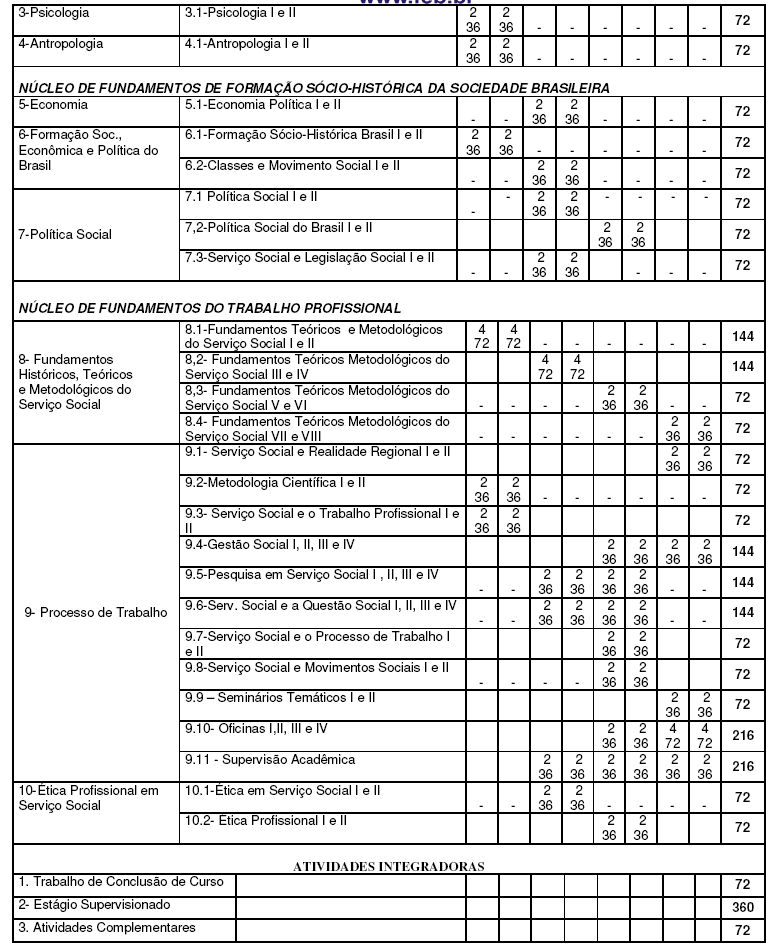 www.feb.br
3-Psicologia 3.1-Psicologia I e II 2 2 - - - - - - 72
36 36
4-Antropologia 4.1-Antropologia I e II 2 2 - - - - - - 72
36 36
NÚCLEO DE FUNDAMENTOS DE FORMAÇÃO SÓCIO-HISTÓRICA DA SOCIEDADE BRASILEIRA
5-Economia 5.1-Economia Política I e II - - 2 2 - - - - 72
36 36
6-Formação Soc., Econômica e Política do Brasil 6.1-Formação Sócio-Histórica Brasil I e II 2 2 - - - - - - 72
36 36
6.2-Classes e Movimento Social I e II - - 2 2 - - - - 72
36 36
7-Política Social 7.1 Política Social I e II - - 2 2 - - - - 72
36 36
7,2-Política Social do Brasil I e II 2 2 72
36 36
7.3-Serviço Social e Legislação Social I e II - - 2 2 - - - 72
36 36
NÚCLEO DE FUNDAMENTOS DO TRABALHO PROFISSIONAL
8- Fundamentos Históricos, Teóricos e Metodológicos do Serviço Social
8.1-Fundamentos Teóricos e Metodológicos 4 4 - - - - - - 144
do Serviço Social I e II 72 72
8,2- Fundamentos Teóricos Metodológicos do 4 4 144
Serviço Social III e IV 72 72
8,3- Fundamentos Teóricos Metodológicos do - - - - 2 2 - - 72
Serviço Social V e VI 36 36
8.4- Fundamentos Teóricos Metodológicos do - - - - - - 2 2 72
Serviço Social VII e VIII 36 36
9- Processo de Trabalho
9.1- Serviço Social e Realidade Regional I e II 2 2 72
36 36
9.2-Metodologia Científica I e II 2 2 - - - - - - 72
36 36
9.3- Serviço Social e o Trabalho Profissional I e 2 2 72
II 36 36
9.4-Gestão Social I, II, III e IV 2 2 2 2 144
36 36 36 36
9.5-Pesquisa em Serviço Social I , II, III e IV - - 2 2 2 2 - - 144
36 36 36 36
9.6-Serv. Social e a Questão Social I, II, III e IV - - 2 2 2 2 - - 144
36 36 36 36
9.7-Serviço Social e o Processo de Trabalho I 2 2 72
e II 36 36
9.8-Serviço Social e Movimentos Sociais I e II - - - - 2 2 - - 72
36 36
9.9 – Seminários Temáticos I e II 2 2 72
36 36
9.10- Oficinas I,II, III e IV 2 2 4 4 216
36 36 72 72
9.11 - Supervisão Acadêmica 2 2 2 2 2 2 216
36 36 36 36 36 36
10-Ética Profissional em Serviço Social 10.1-Ética em Serviço Social I e II - - 2 2 - - - - 72
36 36
10.2- Ética Profissional I e II 2 2 72
36 36
ATIVIDADES INTEGRADORAS
1. Trabalho de Conclusão de Curso 72
2- Estágio Supervisionado 360
3. Atividades Complementares 72